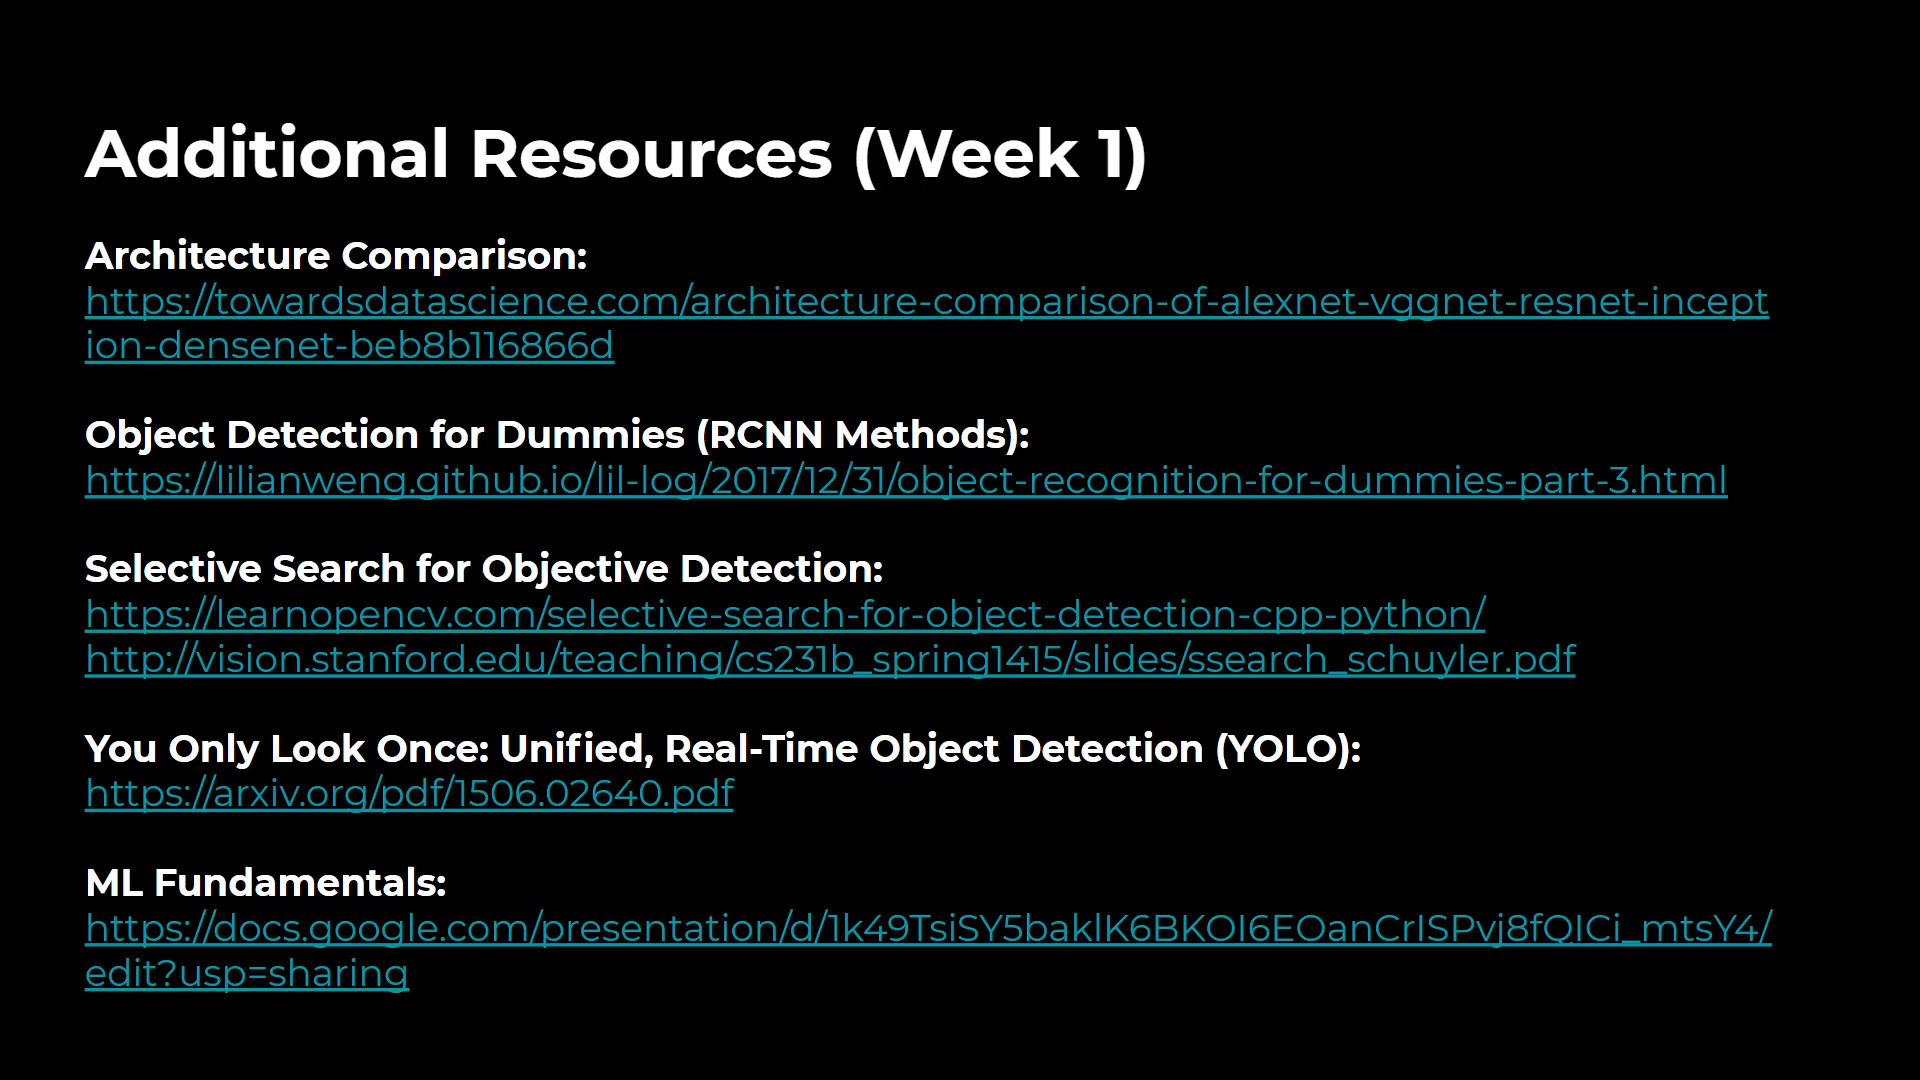 Additional Resources (Week 1)
Architecture Comparison:
https://towardsdatascience.com/architecture-comparison-of-alexnet-vggnet-resnet-incept
ion-densenet-beb8b116866d
Object Detection for Dummies (RCNN Methods):
https://lilianweng.github.io/lil-log/2017/12/31/object-recognition-for-dummies-part-3.html
Selective Search for Objective Detection:
https://learnopencv.com/selective-search-for-object-detection-cpp-python/
http://vision.stanford.edu/teaching/cs231b_spring1415/slides/ssearch_schuyler.pdf
You Only Look Once: Unified, Real-Time Object Detection (YOLO):
https://arxiv.org/pdf/1506.02640.pdf
ML Fundamentals:
https://docs.google.com/presentation/d/1k49TsiSY5baklK6BKOI6EOanCrISPvj8fQICi_mtsY4/
edit?usp=sharing